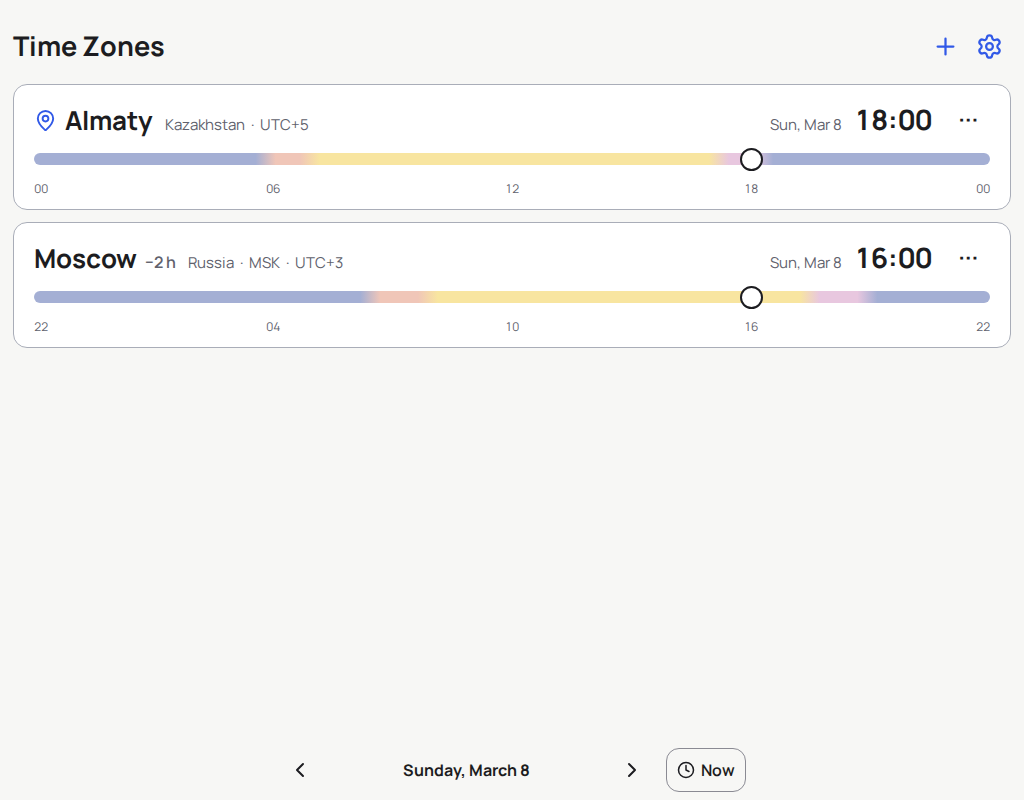 Time Zones
Almaty Kazakhstan · UTC+5 Sun, Mar 8 18:00 ···
00 06 12 18 00
Moscow −2 h Russia · MSK · UTC+3 Sun, Mar 8 16:00 ···
22 04 10 16 22
Sunday, March 8 Now